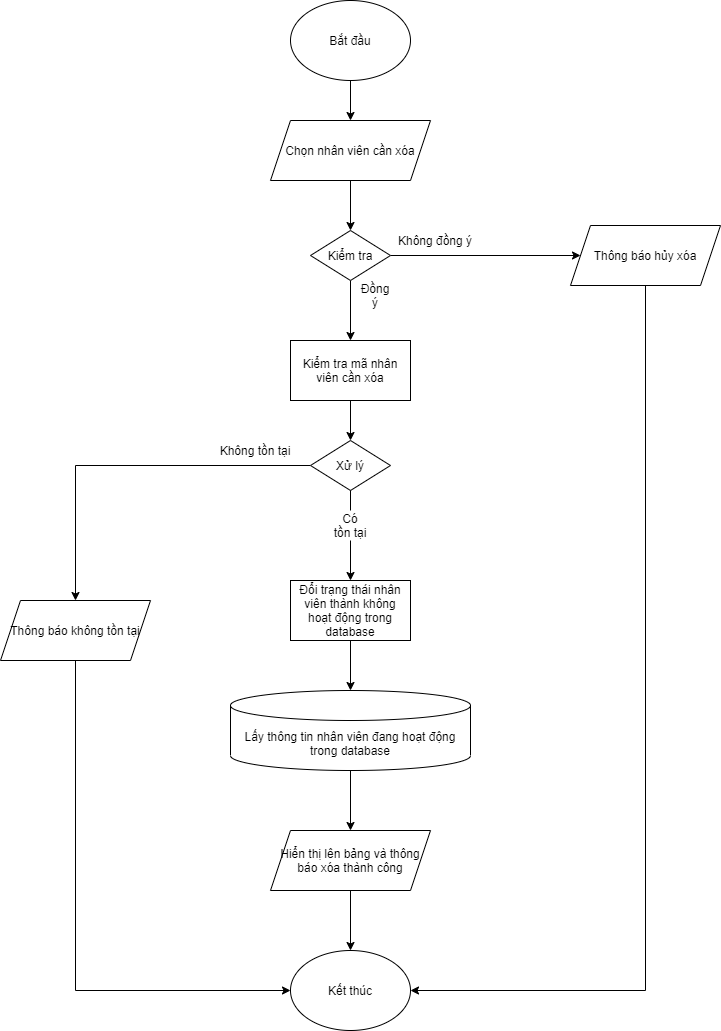 Bắt đầu
Chọn nhân viên cần xóa
Kiểm tra
Không đồng ý
Thông báo hủy xóa
Đồng
ý
Kiểm tra mã nhân
viên cần xóa
Không tồn tại
Xử lý
Có
tồn tại
Đổi trạng thái nhân
viên thành không
hoạt động trong
database
Thông báo không tồn tại
Lấy thông tin nhân viên đang hoạt động
trong database
Hiển thị lên bảng và thông
báo xóa thành công
Kết thúc